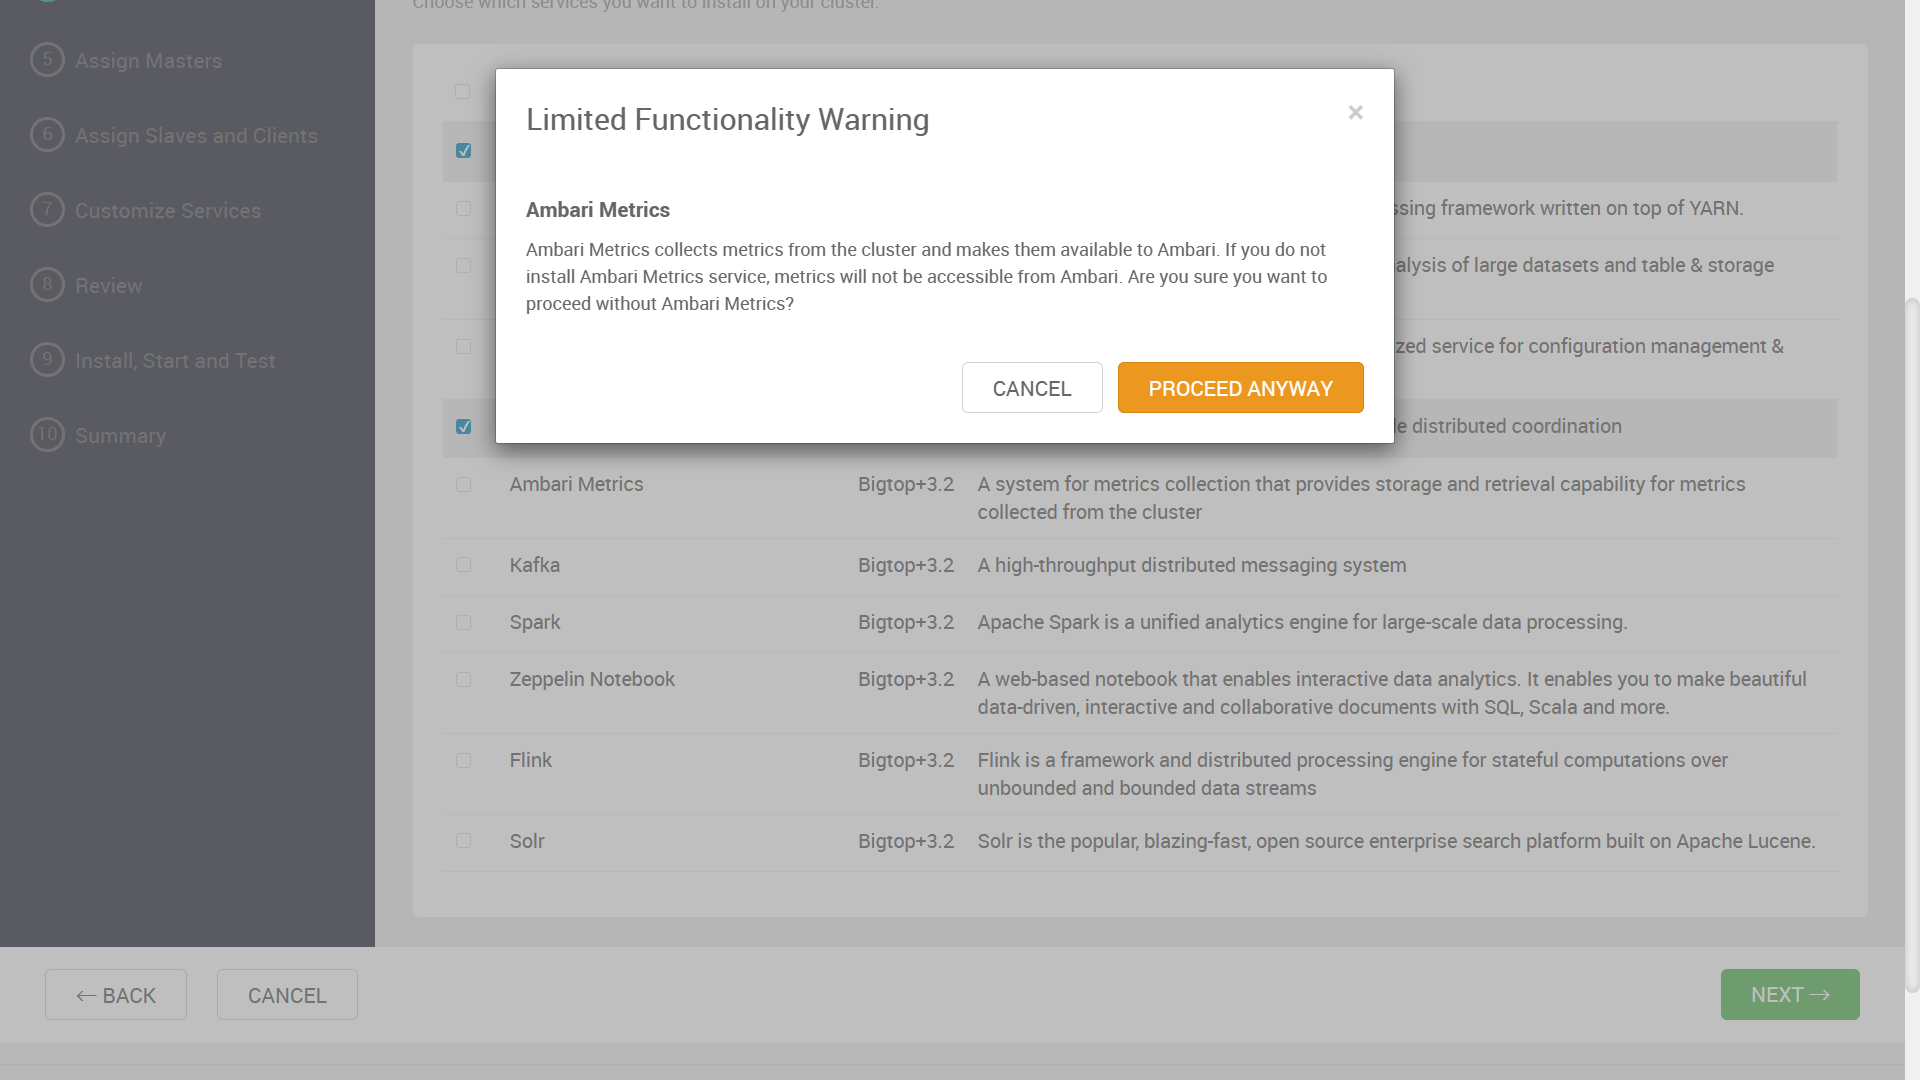 Choose which services you want to install on your cluster.
5 Assign Masters
6 Assign Slaves and Clients
7 Customize Services
8 Review
9 Install, Start and Test
10 Summary
Limited Functionality Warning
×
Ambari Metrics
Ambari Metrics collects metrics from the cluster and makes them available to Ambari. If you do not
install Ambari Metrics service, metrics will not be accessible from Ambari. Are you sure you want to
proceed without Ambari Metrics?
CANCEL
PROCEED ANYWAY
ssing framework written on top of YARN.
alysis of large datasets and table & storage
zed service for configuration management &
le distributed coordination
Ambari Metrics Bigtop+3.2 A system for metrics collection that provides storage and retrieval capability for metrics
collected from the cluster
Kafka Bigtop+3.2 A high-throughput distributed messaging system
Spark Bigtop+3.2 Apache Spark is a unified analytics engine for large-scale data processing.
Zeppelin Notebook Bigtop+3.2 A web-based notebook that enables interactive data analytics. It enables you to make beautiful
data-driven, interactive and collaborative documents with SQL, Scala and more.
Flink Bigtop+3.2 Flink is a framework and distributed processing engine for stateful computations over
unbounded and bounded data streams
Solr Bigtop+3.2 Solr is the popular, blazing-fast, open source enterprise search platform built on Apache Lucene.
← BACK
CANCEL
NEXT →